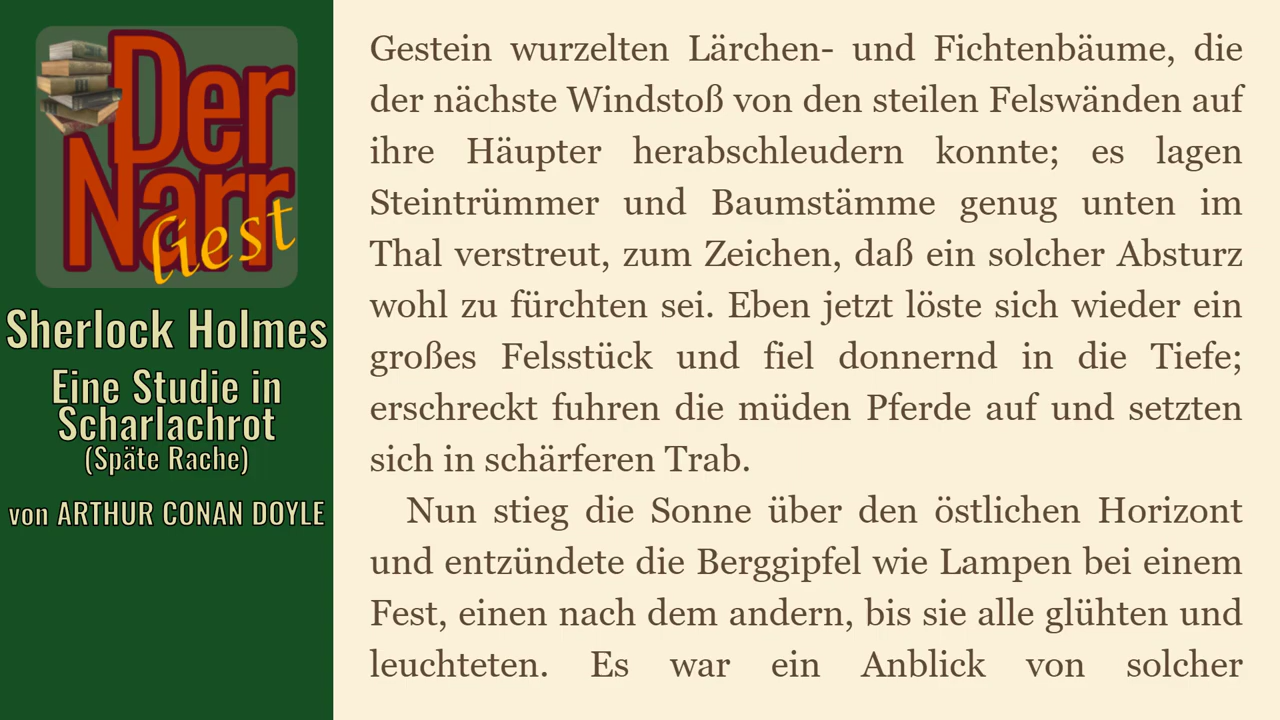 Der
Narr
liest
Sherlock Holmes
Eine Studie in
Scharlachrot
(Späte Rache)
von ARTHUR CONAN DOYLE
Gestein wurzelten Lärchen- und Fichtenbäume, die
der nächste Windstoß von den steilen Felswänden auf
ihre Häupter herabschleudern konnte; es lagen
Steintrümmer und Baumstämme genug unten im
Thal verstreut, zum Zeichen, daß ein solcher Absturz
wohl zu fürchten sei. Eben jetzt löste sich wieder ein
großes Felsstück und fiel donnernd in die Tiefe;
erschreckt fuhren die müden Pferde auf und setzten
sich in schärferen Trab.
Nun stieg die Sonne über den östlichen Horizont
und entzündete die Berggipfel wie Lampen bei einem
Fest, einen nach dem andern, bis sie alle glühten und
leuchteten. Es war ein Anblick von solcher